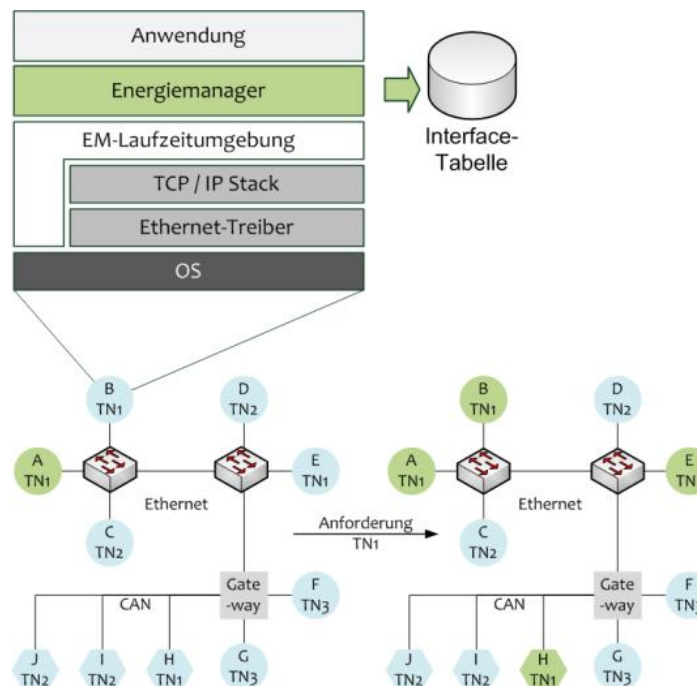 Anwendung
Energiemanager
EM-Laufzeitumgebung
TCP / IP Stack
Ethernet-Treiber
OS
Interface-
Tabelle
B
TN1
D
TN2
A
TN1
E
TN1
Ethernet
C
TN2
Gate
-way
F
TN3
CAN
J
TN2
I
TN2
H
TN1
G
TN3
Anforderung
TN1
B
TN1
D
TN2
A
TN1
E
TN
Ethernet
C
TN2
Gate
-way
F
TN3
CAN
J
TN2
I
TN2
H
TN1
G
TN3